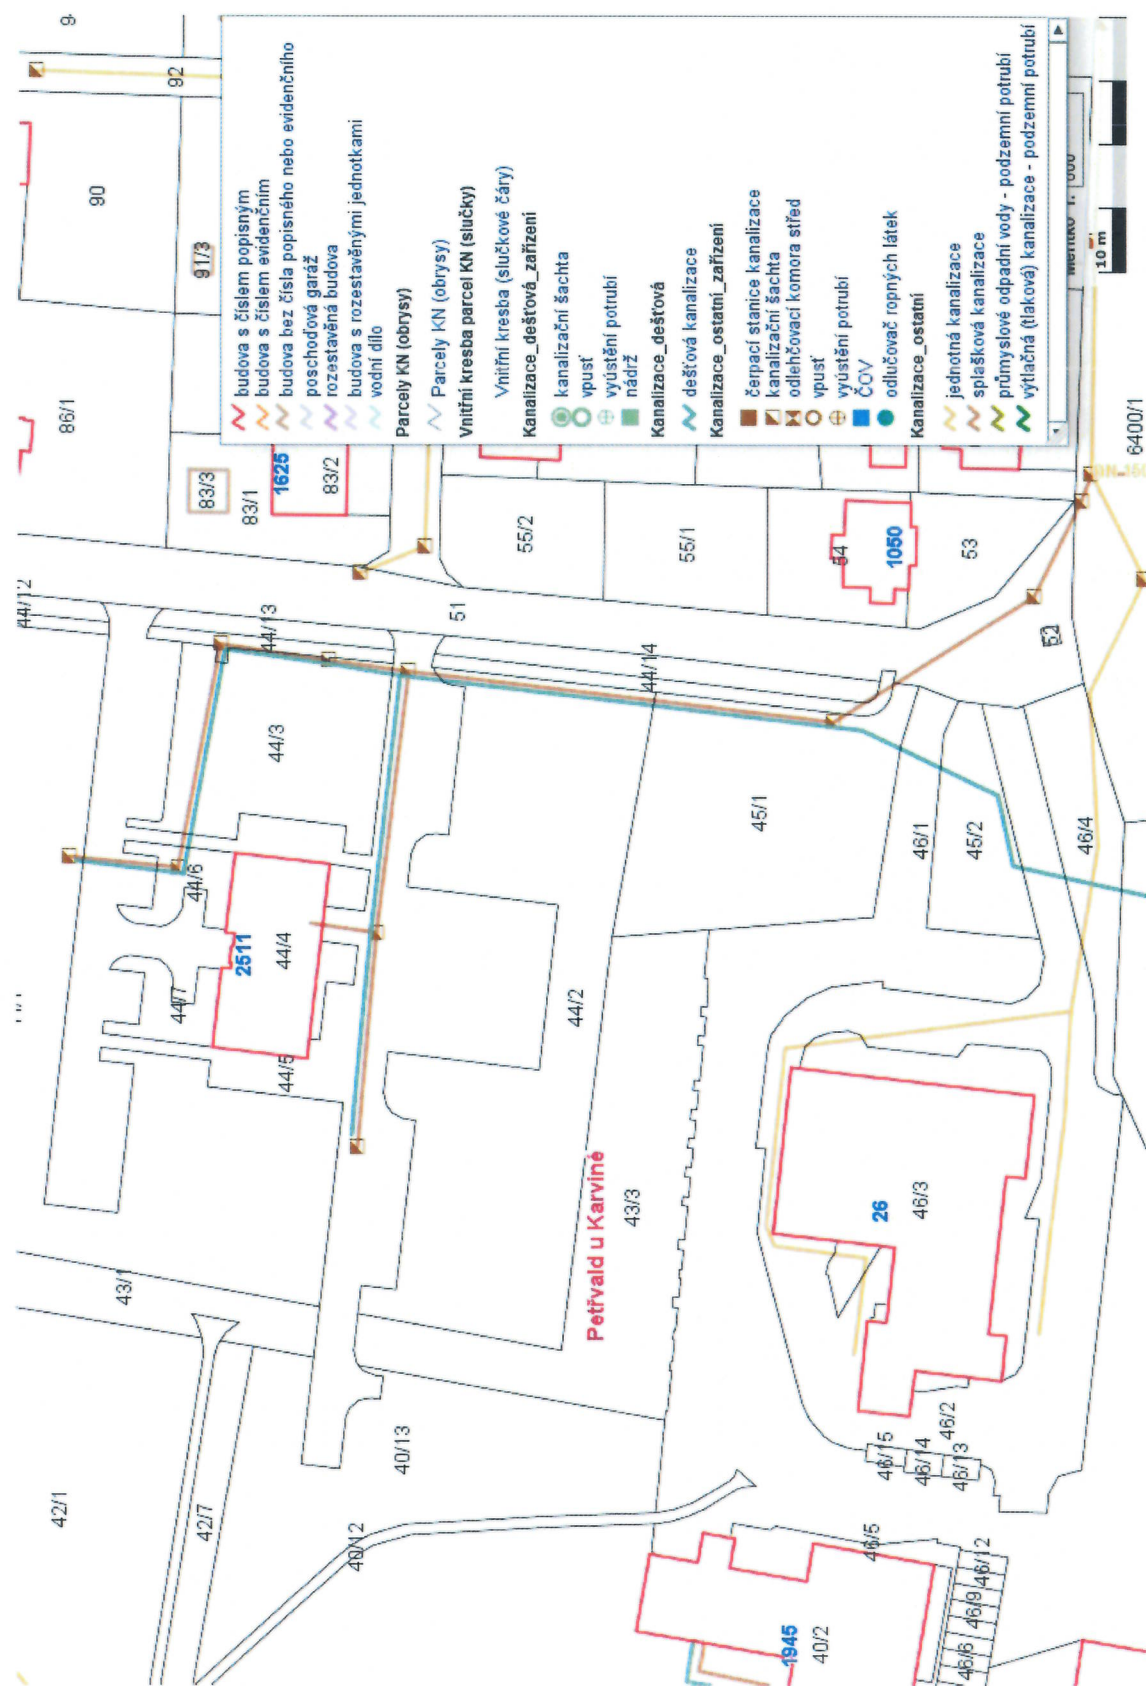 budova s číslem popisným
budova s číslem evidenčním
budova bez čísla popisného nebo evidenčního
poschoďová garáž
rozestavěná budova
budova s rozestavěnými jednotkami
vodní dílo
Parcely KN (obrysy)
Parcely KN (obrysy)
Vnitřní kresba parcel KN (slučky)
Vnitřní kresba (slučkové čáry)
Kanalizace_dešťová_zařízení
kanalizační šachta
vpusť
vyústění potrubí
nádrž
Kanalizace_dešťová
dešťová kanalizace
Kanalizace_ostatní_zařízení
čerpací stanice kanalizace
kanalizační šachta
odlehčovací komora střed
vpusť
vyústění potrubí
ČOV
odlučovač ropných látek
Kanalizace_ostatní
jednotná kanalizace
splašková kanalizace
průmyslové odpadní vody - podzemní potrubí
výtlačná (tlaková) kanalizace - podzemní potrubí
10 m
92
90
91/3
86/1
83/3
83/1
1625
83/2
55/2
55/1
54
1050
53
6400/1
44/12
44/13
51
44/14
52
44/3
44/6
45/1
46/1
45/2
46/4
2511
44/4
44/7
44/5
44/2
43/1
Petřvald u Karviné
43/3
26
46/3
42/1
42/7
40/12
40/13
46/2
46/15
46/14
46/13
46/5
1945
40/2
46/12
46/9
46/6